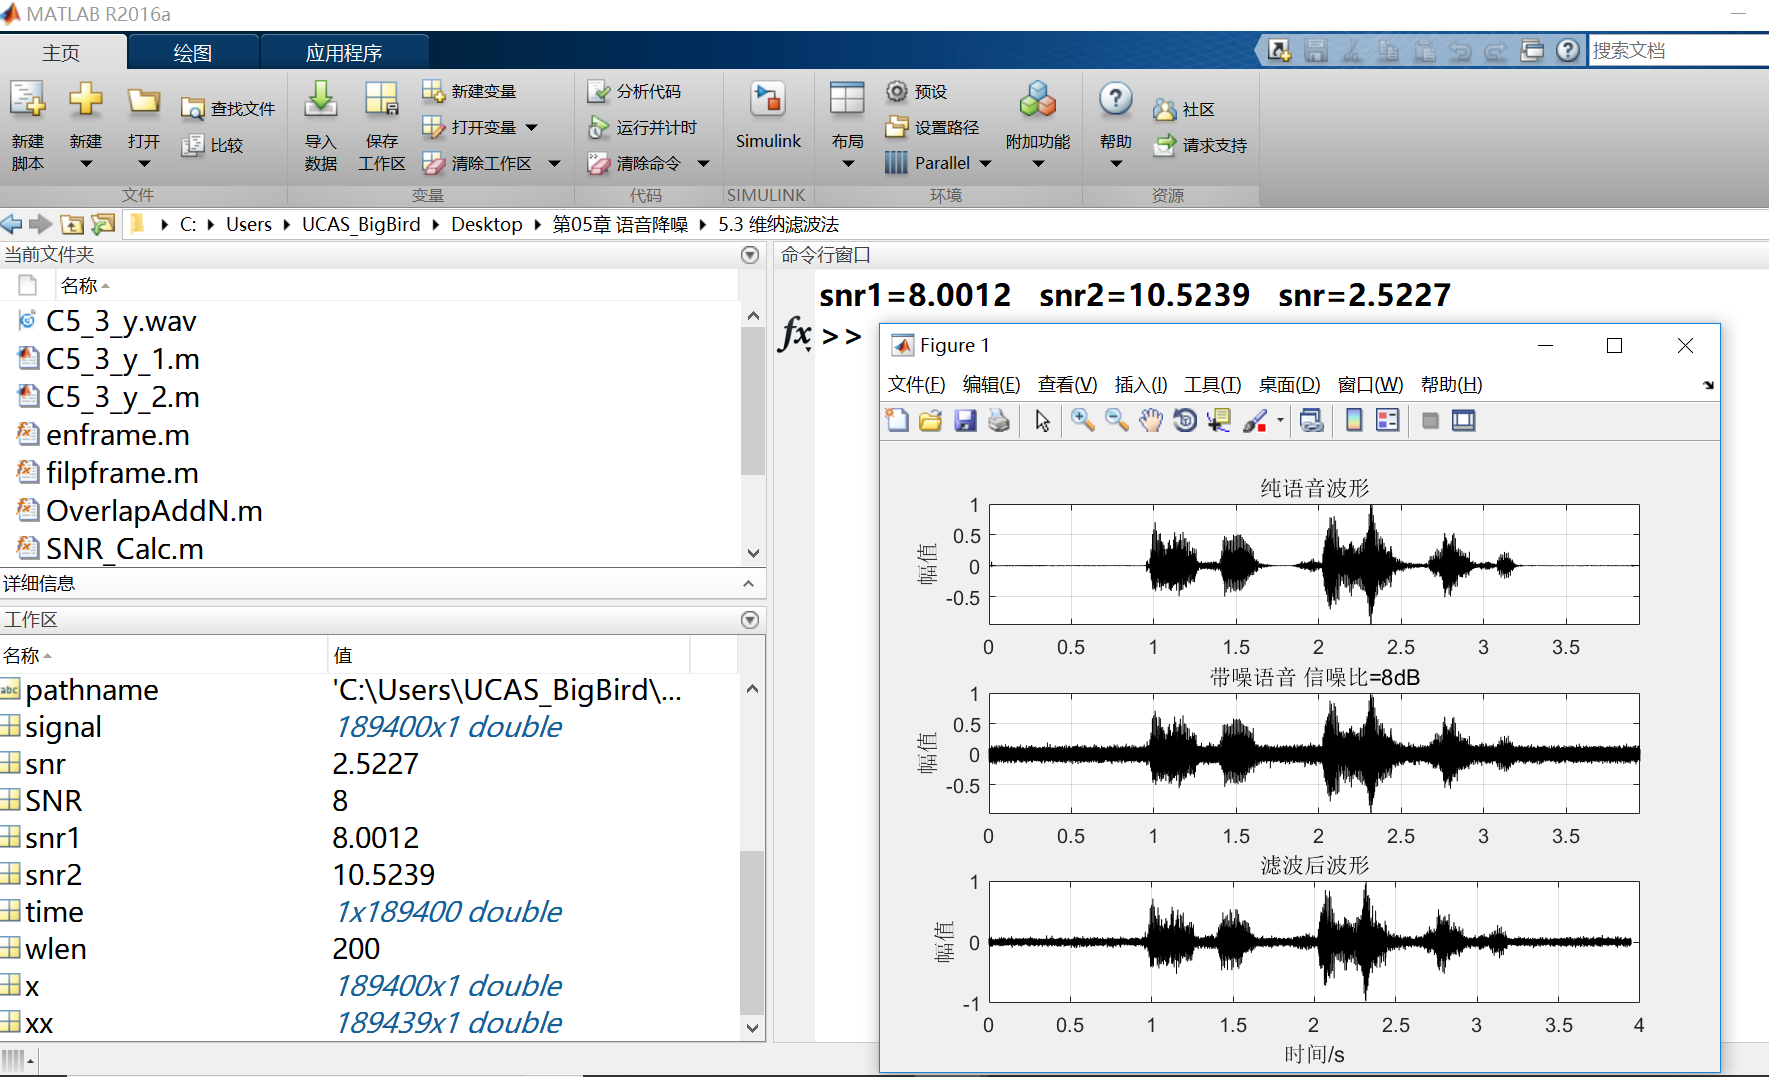 MATLAB R2016a
主页
绘图
应用程序
搜索文档
新建
脚本
新建
打开
查找文件
比较
文件
导入
数据
保存
工作区
新建变量
打开变量
清除工作区
变量
分析代码
运行并计时
清除命令
代码
Simulink
SIMULINK
布局
预设
设置路径
Parallel
附加功能
环境
帮助
社区
请求支持
资源
C: Users UCAS_BigBird Desktop 第05章 语音降噪 5.3 维纳滤波法
当前文件夹
名称
C5_3_y.wav
C5_3_y_1.m
C5_3_y_2.m
enframe.m
filpframe.m
OverlapAddN.m
SNR_Calc.m
详细信息
工作区
名称 值
abc pathname 'C:\Users\UCAS_BigBird\...
signal 189400x1 double
snr 2.5227
SNR 8
snr1 8.0012
snr2 10.5239
time 1x189400 double
wlen 200
x 189400x1 double
xx 189439x1 double
命令行窗口
snr1=8.0012 snr2=10.5239 snr=2.5227
fx >>
Figure 1
文件(F) 编辑(E) 查看(V) 插入(I) 工具(T) 桌面(D) 窗口(W) 帮助(H)
纯语音波形
1
0.5
0
-0.5
幅值
0 0.5 1 1.5 2 2.5 3 3.5
带噪语音 信噪比=8dB
1
0.5
0
-0.5
幅值
0 0.5 1 1.5 2 2.5 3 3.5
滤波后波形
1
0
-1
幅值
0 0.5 1 1.5 2 2.5 3 3.5 4
时间/s